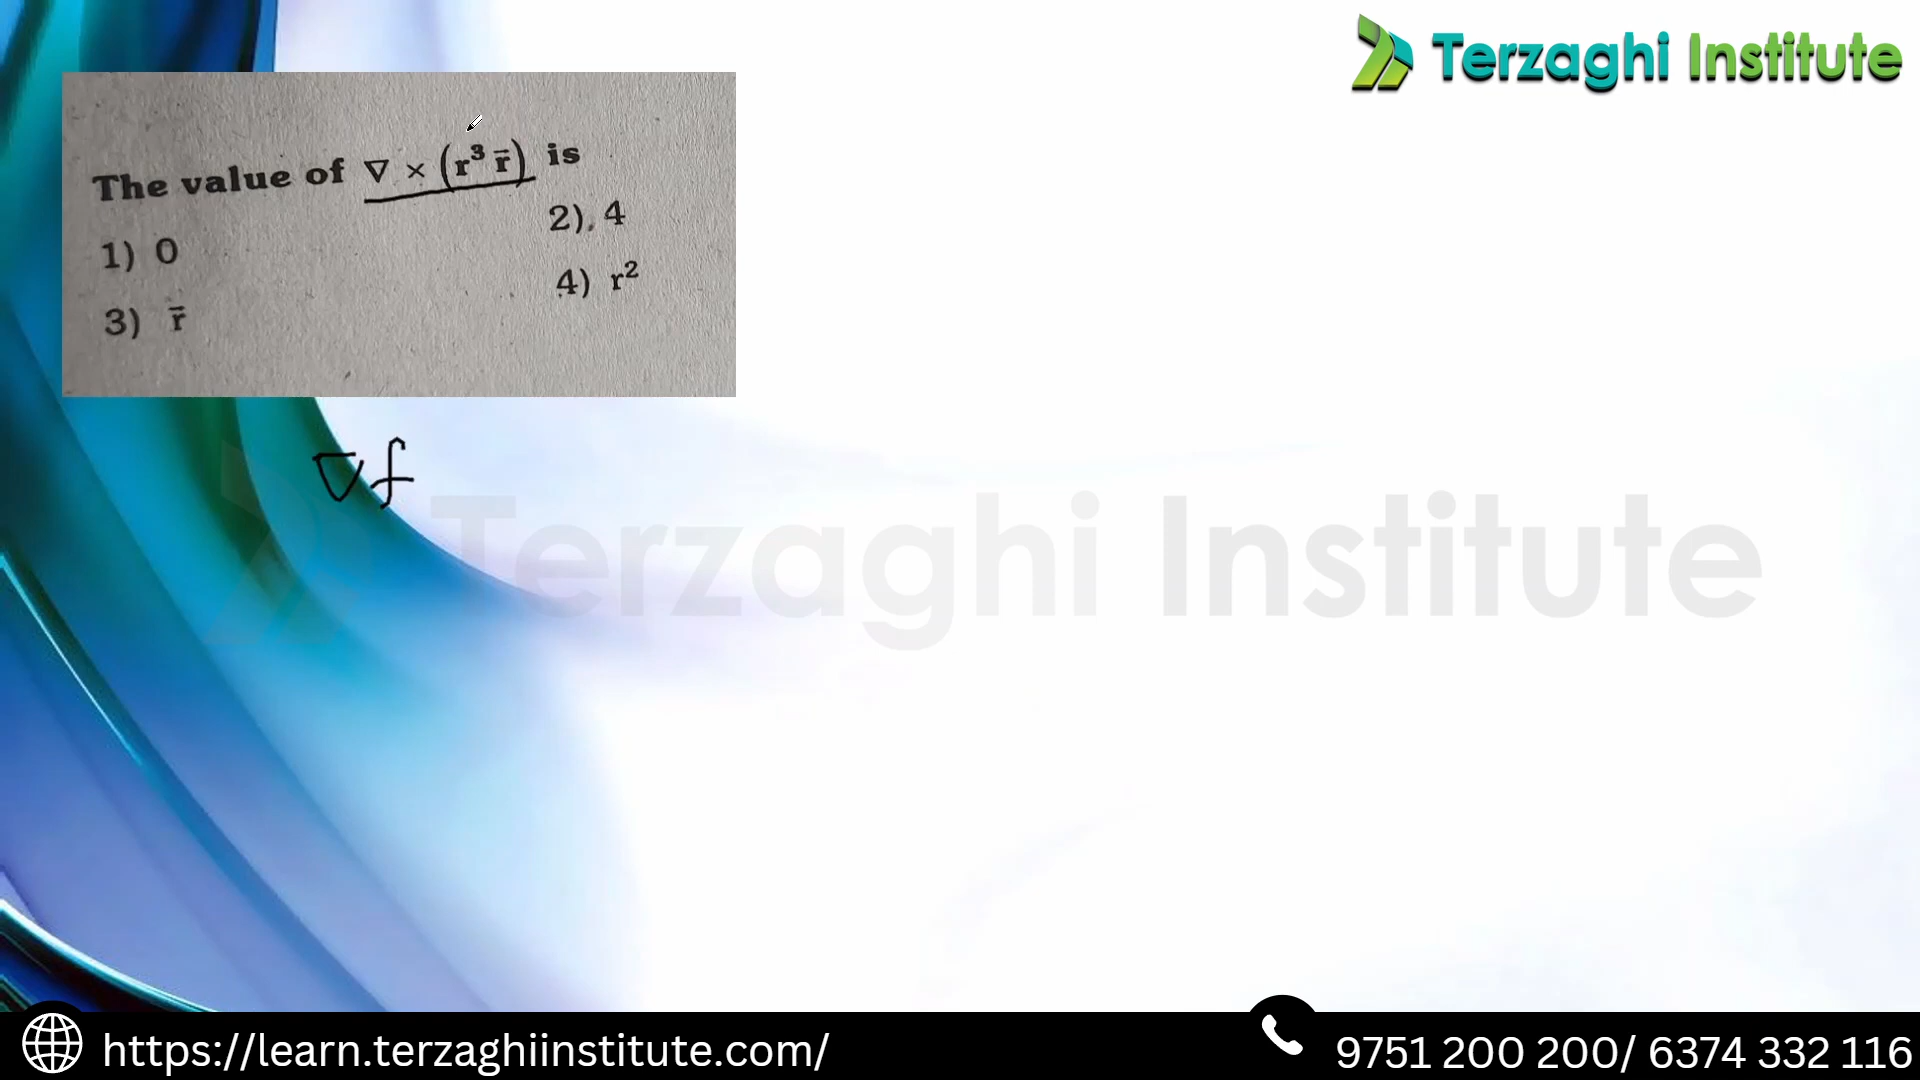 Terzaghi Institute
The value of ∇ × (r³ r̄) is
1) 0
2), 4
3) r̄
4) r²
∇f
Terzaghi Institute
https://learn.terzaghiinstitute.com/
9751 200 200/ 6374 332 116